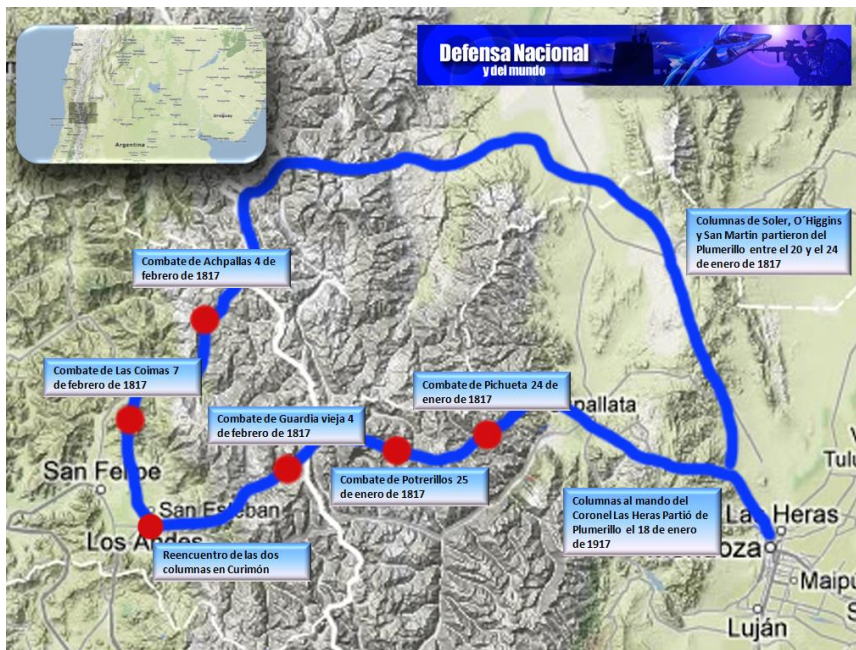 Defensa Nacional
y del mundo
Chile
Uruguay
Argentina
Columnas de Soler, O´Higgins
y San Martin partieron del
Plumerillo entre el 20 y el 24
de enero de 1817
Combate de Achpallas 4 de
febrero de 1817
Combate de Las Coimas 7
de febrero de 1817
Combate de Pichueta 24 de
enero de 1817
pallata
Combate de Guardia vieja 4
de febrero de 1817
San Felipe
Combate de Potrerillos 25
de enero de 1817
Tulu
San Esteban
Columnas al mando del
Coronel Las Heras Partió de
Plumerillo el 18 de enero
de 1917
Las Heras
Los Andes
Reencuentro de las dos
columnas en Curimón
doza
Maipú
Luján